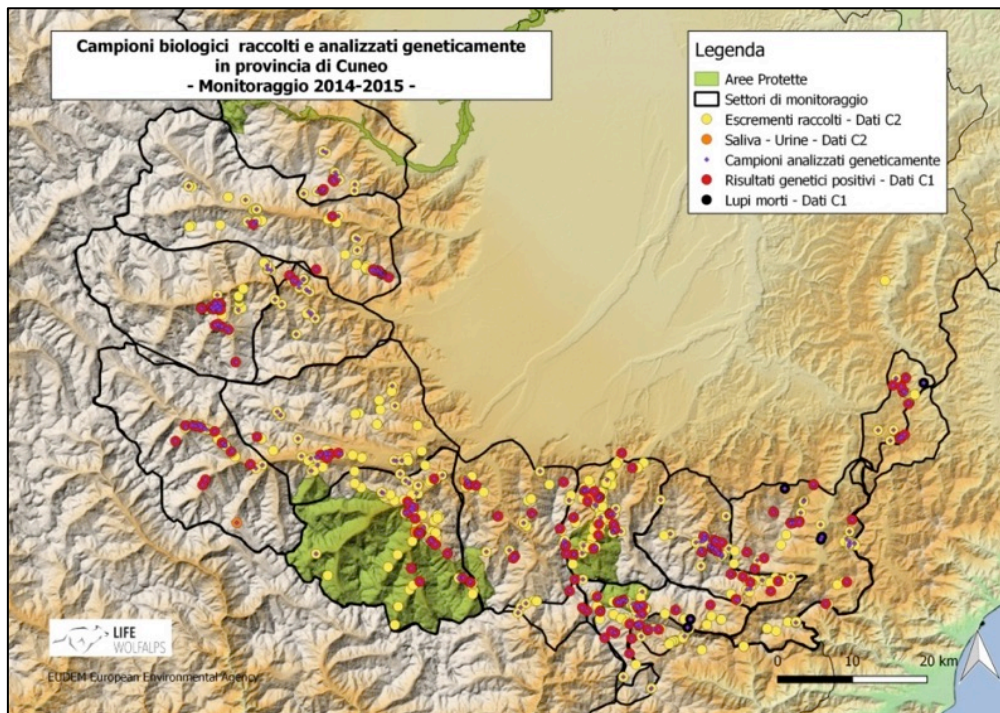 Campioni biologici raccolti e analizzati geneticamente
in provincia di Cuneo
- Monitoraggio 2014-2015 -
Legenda
Aree Protette
Settori di monitoraggio
Escrementi raccolti - Dati C2
Saliva - Urine - Dati C2
Campioni analizzati geneticamente
Risultati genetici positivi - Dati C1
Lupi morti - Dati C1
LIFE
WOLFALPS
EUDEM European Environmental Agency
0 10 20 km